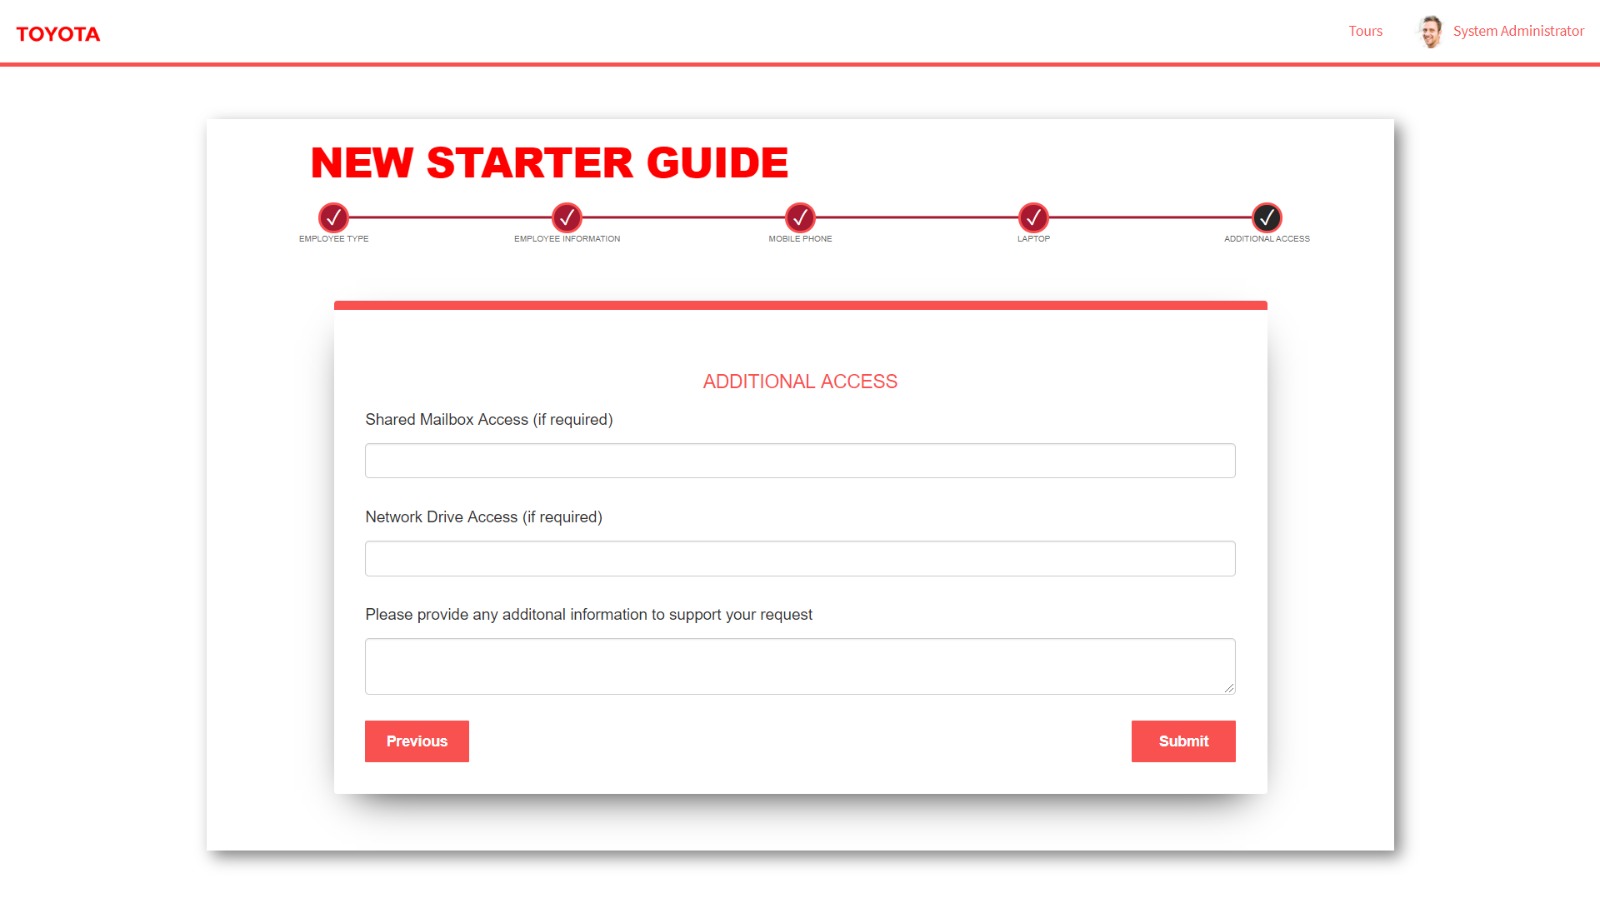 TOYOTA
Tours
System Administrator
NEW STARTER GUIDE
EMPLOYEE TYPE
EMPLOYEE INFORMATION
MOBILE PHONE
LAPTOP
ADDITIONAL ACCESS
ADDITIONAL ACCESS
Shared Mailbox Access (if required)
Network Drive Access (if required)
Please provide any additonal information to support your request
Previous
Submit